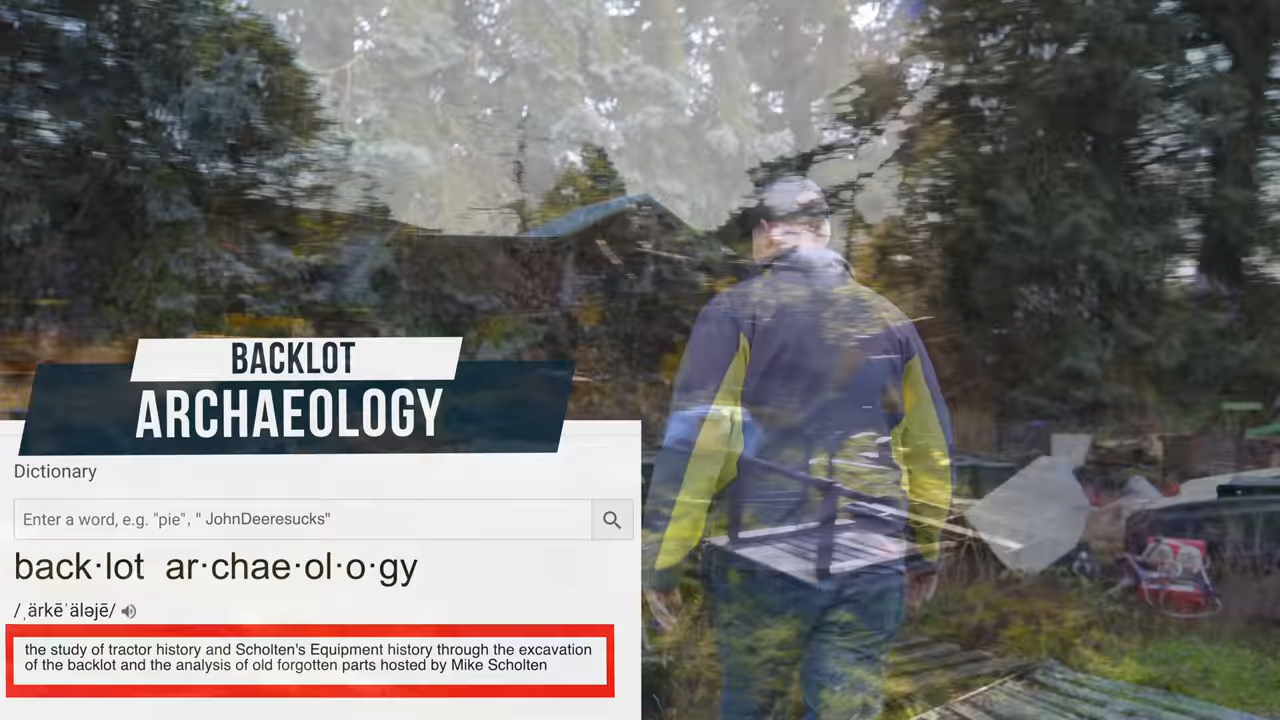 BACKLOT
ARCHAEOLOGY
Dictionary
Enter a word, e.g. "pie", " JohnDeeresucks"
back·lot ar·chae·ol·o·gy
/ˌärkēˈäləjē/
the study of tractor history and Scholten's Equipment history through the excavation
of the backlot and the analysis of old forgotten parts hosted by Mike Scholten